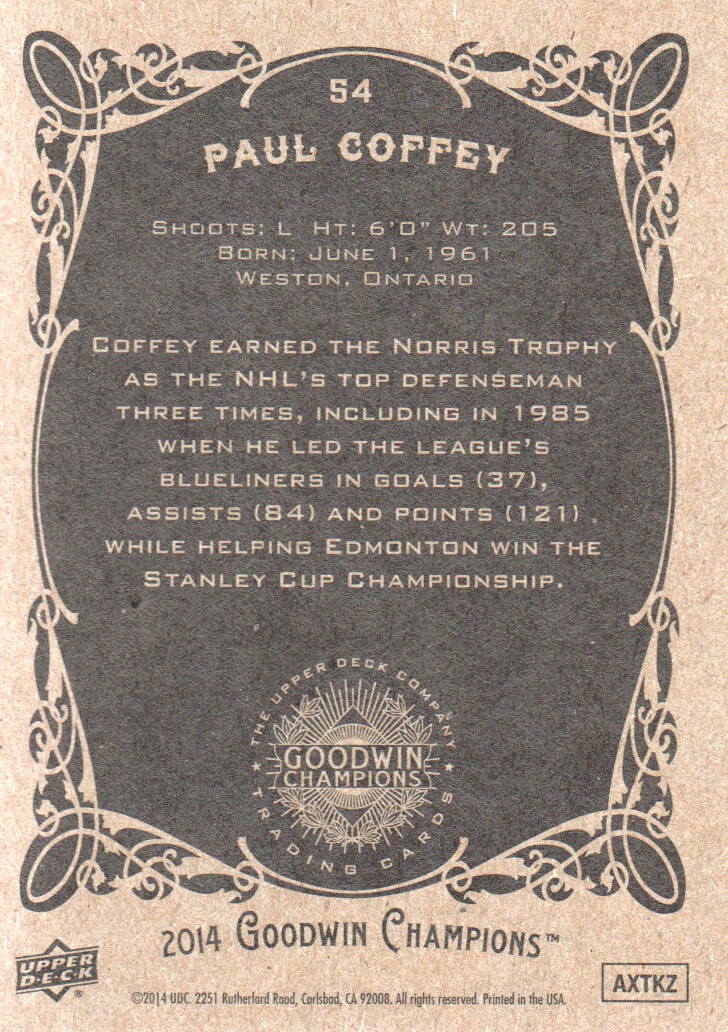 54
PAUL COFFEY
SHOOTS: L HT: 6'0" WT: 205
BORN: JUNE 1, 1961
WESTON, ONTARIO
COFFEY EARNED THE NORRIS TROPHY
AS THE NHL'S TOP DEFENSEMAN
THREE TIMES, INCLUDING IN 1985
WHEN HE LED THE LEAGUE'S
BLUELINERS IN GOALS (37),
ASSISTS (84) AND POINTS (121)
WHILE HELPING EDMONTON WIN THE
STANLEY CUP CHAMPIONSHIP.
THE UPPER DECK COMPANY
GOODWIN
CHAMPIONS
★ TRADING CARDS ★
2014 GOODWIN CHAMPIONS™
UPPER
D·E·C·K®
©2014 UDC. 2251 Rutherford Road, Carlsbad, CA 92008. All rights reserved. Printed in the USA.
AXTKZ